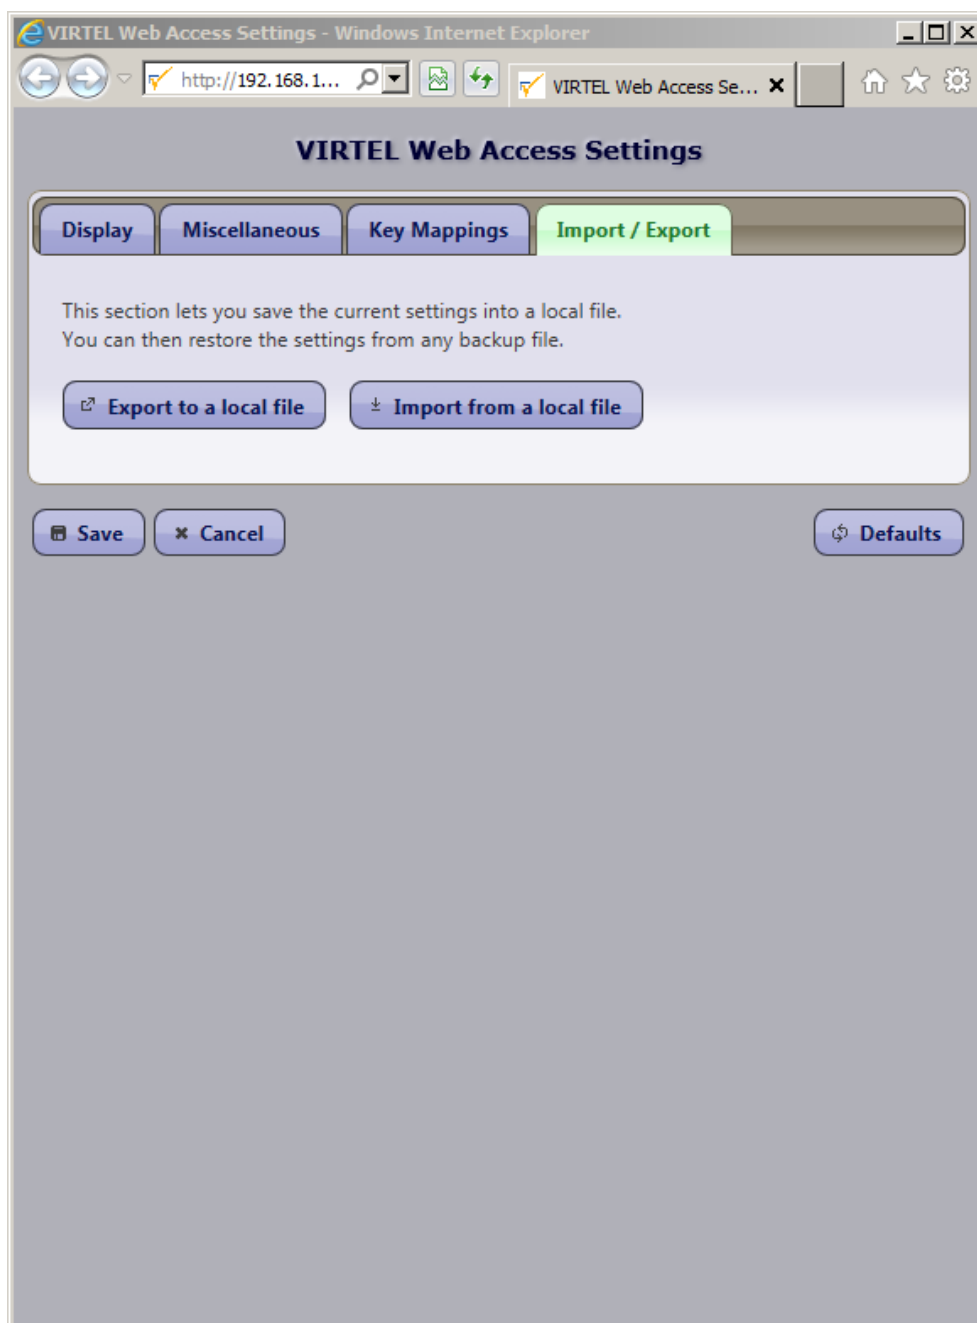 VIRTEL Web Access Settings - Windows Internet Explorer
http://192.168.1... VIRTEL Web Access Se...
VIRTEL Web Access Settings
Display Miscellaneous Key Mappings Import / Export
This section lets you save the current settings into a local file.
You can then restore the settings from any backup file.
Export to a local file Import from a local file
Save Cancel Defaults